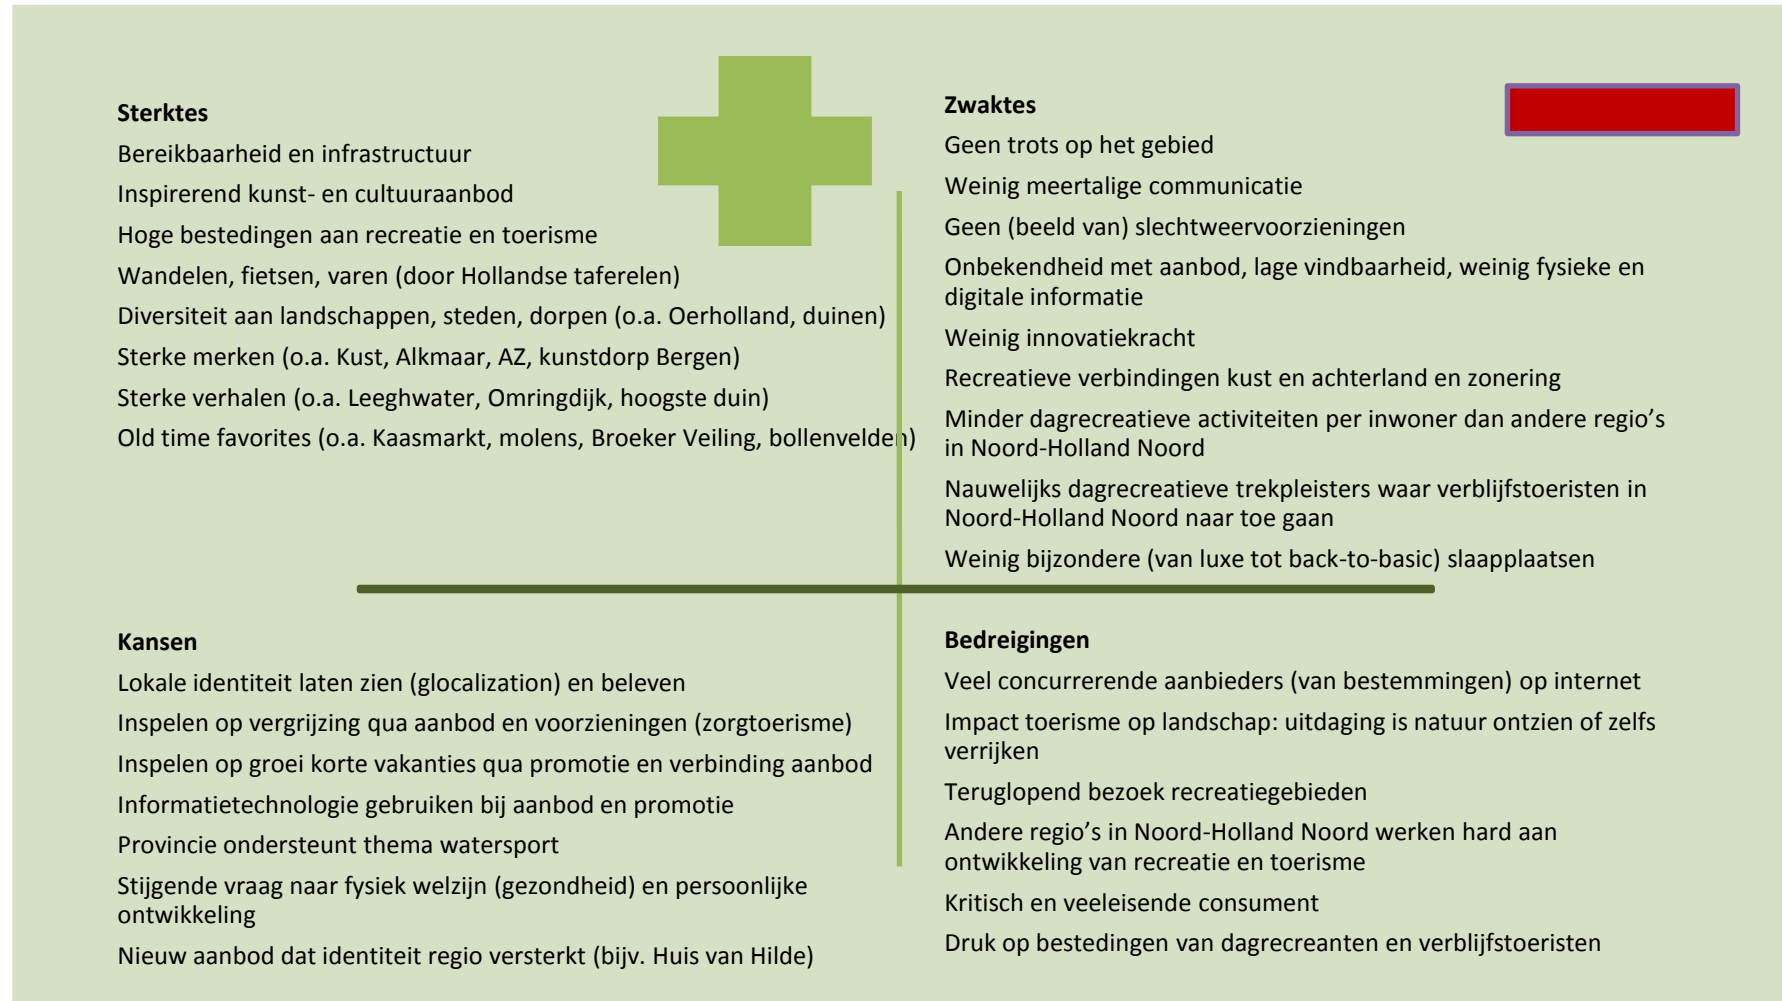 Sterktes
Bereikbaarheid en infrastructuur
Inspirerend kunst- en cultuuraanbod
Hoge bestedingen aan recreatie en toerisme
Wandelen, fietsen, varen (door Hollandse taferelen)
Diversiteit aan landschappen, steden, dorpen (o.a. Oerholland, duinen)
Sterke merken (o.a. Kust, Alkmaar, AZ, kunstdorp Bergen)
Sterke verhalen (o.a. Leeghwater, Omringdijk, hoogste duin)
Old time favorites (o.a. Kaasmarkt, molens, Broeker Veiling, bollenvelden)
Zwaktes
Geen trots op het gebied
Weinig meertalige communicatie
Geen (beeld van) slechtweervoorzieningen
Onbekendheid met aanbod, lage vindbaarheid, weinig fysieke en
digitale informatie
Weinig innovatiekracht
Recreatieve verbindingen kust en achterland en zonering
Minder dagrecreatieve activiteiten per inwoner dan andere regio's
in Noord-Holland Noord
Nauwelijks dagrecreatieve trekpleisters waar verblijfstoeristen in
Noord-Holland Noord naar toe gaan
Weinig bijzondere (van luxe tot back-to-basic) slaapplaatsen
Kansen
Lokale identiteit laten zien (glocalization) en beleven
Inspelen op vergrijzing qua aanbod en voorzieningen (zorgtoerisme)
Inspelen op groei korte vakanties qua promotie en verbinding aanbod
Informatietechnologie gebruiken bij aanbod en promotie
Provincie ondersteunt thema watersport
Stijgende vraag naar fysiek welzijn (gezondheid) en persoonlijke
ontwikkeling
Nieuw aanbod dat identiteit regio versterkt (bijv. Huis van Hilde)
Bedreigingen
Veel concurrerende aanbieders (van bestemmingen) op internet
Impact toerisme op landschap: uitdaging is natuur ontzien of zelfs
verrijken
Teruglopend bezoek recreatiegebieden
Andere regio's in Noord-Holland Noord werken hard aan
ontwikkeling van recreatie en toerisme
Kritisch en veeleisende consument
Druk op bestedingen van dagrecreanten en verblijfstoeristen